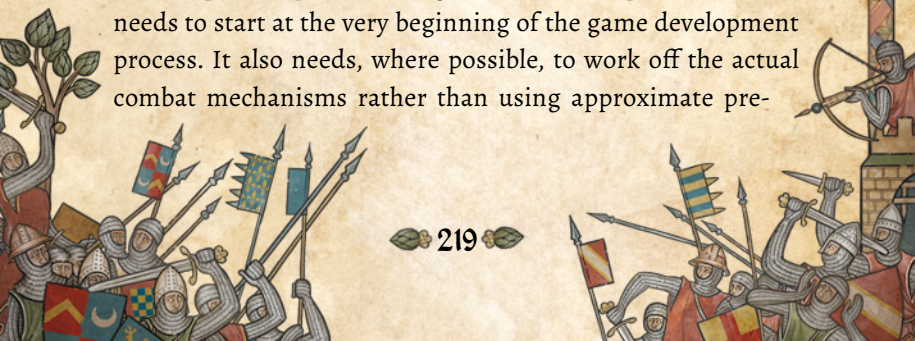 needs to start at the very beginning of the game development
process. It also needs, where possible, to work off the actual
combat mechanisms rather than using approximate pre-
219